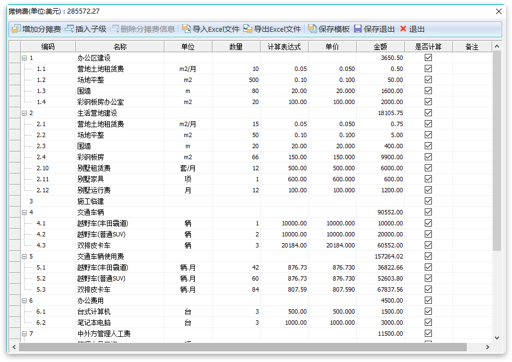 摊销费(单位:美元)：285572.27
增加分摊费 插入子级 删除分摊费信息 导入Excel文件 导出Excel文件 保存模板 保存退出 退出
编码 名称 单位 数量 计算表达式 单价 金额 是否计算 备注
1 办公区建设 3650.50
1.1 营地土地租赁费 m2/月 10 0.05 0.050 0.50
1.2 场地平整 m2 500 0.10 0.100 50.00
1.3 围墙 m 80 20.00 20.000 1600.00
1.4 彩钢板房办公室 m2 20 100.00 100.000 2000.00
2 生活营地建设 18105.75
2.1 营地土地租赁费 m2/月 15 0.05 0.050 0.75
2.2 场地平整 m2 50 0.10 0.100 5.00
2.3 围墙 m 20 20.00 20.000 400.00
2.4 彩钢板房 m2 66 150.00 150.000 9900.00
2.10 别墅租赁费 套/月 12 500.00 500.000 6000.00
2.11 别墅家具 项 1 600.00 600.000 600.00
2.12 别墅运行费 月 12 100.00 100.000 1200.00
3 施工临建
4 交通车辆 90552.00
4.1 越野车(丰田霸道) 辆 1 10000.00 10000.000 10000.00
4.2 越野车(普通SUV) 辆 2 10000.00 10000.000 20000.00
4.3 双排皮卡车 辆 3 20184.00 20184.000 60552.00
5 交通车辆使用费 157264.02
5.1 越野车(丰田霸道) 辆.月 42 876.73 876.730 36822.66
5.2 越野车(普通SUV) 辆.月 60 876.73 876.730 52603.80
5.3 双排皮卡车 辆.月 84 807.59 807.590 67837.56
6 办公费用 4500.00
6.1 台式计算机 台 3 500.00 500.000 1500.00
6.2 笔记本电脑 台 3 1000.00 1000.000 3000.00
7 中外方管理人工费 11500.00